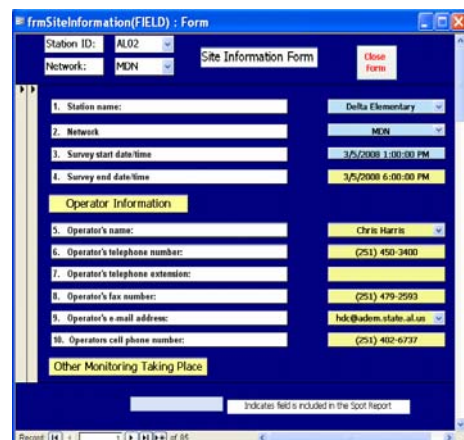 frmSiteInformation(FIELD) : Form
Station ID: AL02
Network: MDN
Site Information Form
Close Form
1. Station name: Delta Elementary
2. Network MDN
3. Survey start date/time 3/5/2008 1:00:00 PM
4. Survey end date/time 3/5/2008 6:00:00 PM
Operator Information
5. Operator's name: Chris Harris
6. Operator's telephone number: (251) 450-3400
7. Operator's telephone extension:
8. Operator's fax number: (251) 479-2593
9. Operator's e-mail address: hdc@adem.state.al.us
10. Operators cell phone number: (251) 402-6737
Other Monitoring Taking Place
Indicates field is included in the Spot Report
Record: 1 of 85